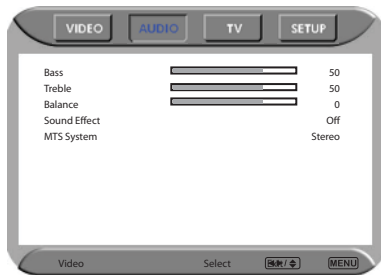 VIDEO AUDIO TV SETUP
Bass 50
Treble 50
Balance 0
Sound Effect Off
MTS System Stereo
Video Select MENU